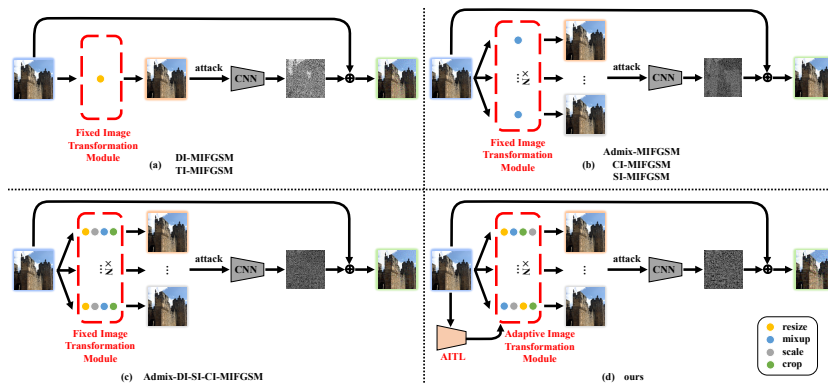 attack
CNN
Fixed Image
Transformation
Module
(a)
DI-MIFGSM
TI-MIFGSM
... N×
...
attack
CNN
Fixed Image
Transformation
Module
(b)
Admix-MIFGSM
CI-MIFGSM
SI-MIFGSM
... N×
...
attack
CNN
Fixed Image
Transformation
Module
(c) Admix-DI-SI-CI-MIFGSM
... N×
...
attack
CNN
AITL
Adaptive Image
Transformation
Module
(d) ours
resize
mixup
scale
crop